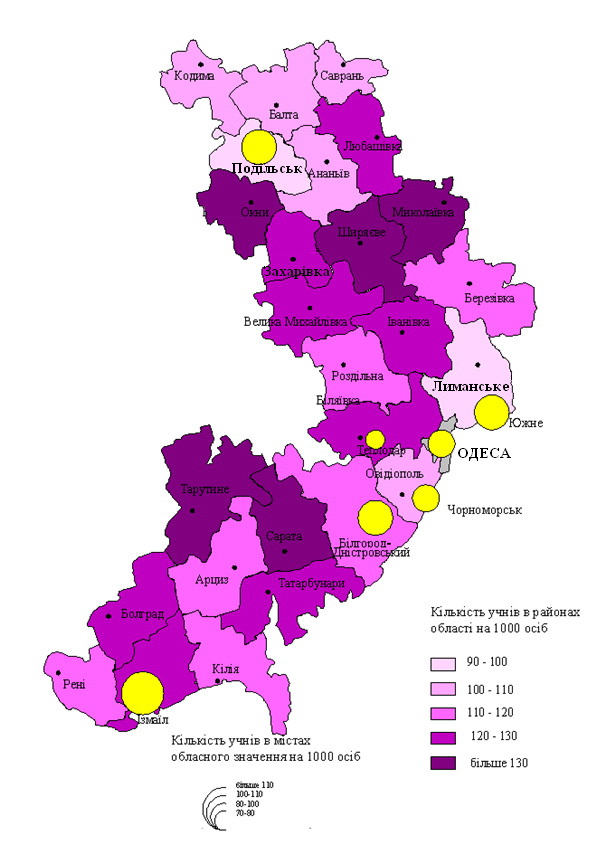 Кодима
Саврань
Балта
Любашівка
Подільськ
Ананьїв
Окни
Миколаївка
Ширяєве
Захарівка
Березівка
Велика Михайлівка
Іванівка
Роздільна
Лиманське
Біляївка
Южне
Теплодар
ОДЕСА
Овідіополь
Тарутине
Чорноморськ
Сарата
Білгород-
Дністровський
Арциз
Татарбунари
Болград
Кількість учнів в районах
області на 1000 осіб
90 - 100
Кілія
Рені
100 - 110
110 - 120
Ізмаїл
120 - 130
Кількість учнів в містах
обласного значення на 1000 осіб
більше 130
більше 110
100-110
80-100
70-80